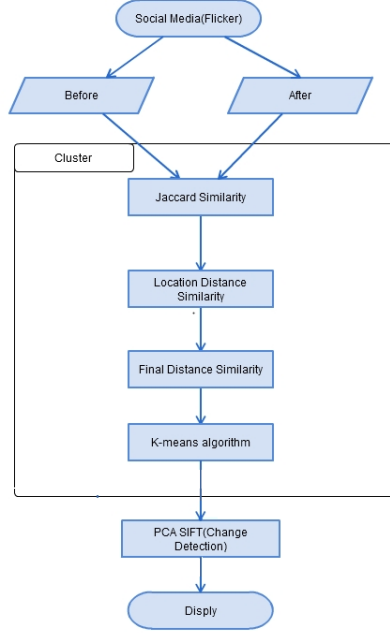 Social Media(Flicker)
Before
After
Cluster
Jaccard Similarity
Location Distance
Similarity
Final Distance Similarity
K-means algorithm
PCA SIFT(Change
Detection)
Disply